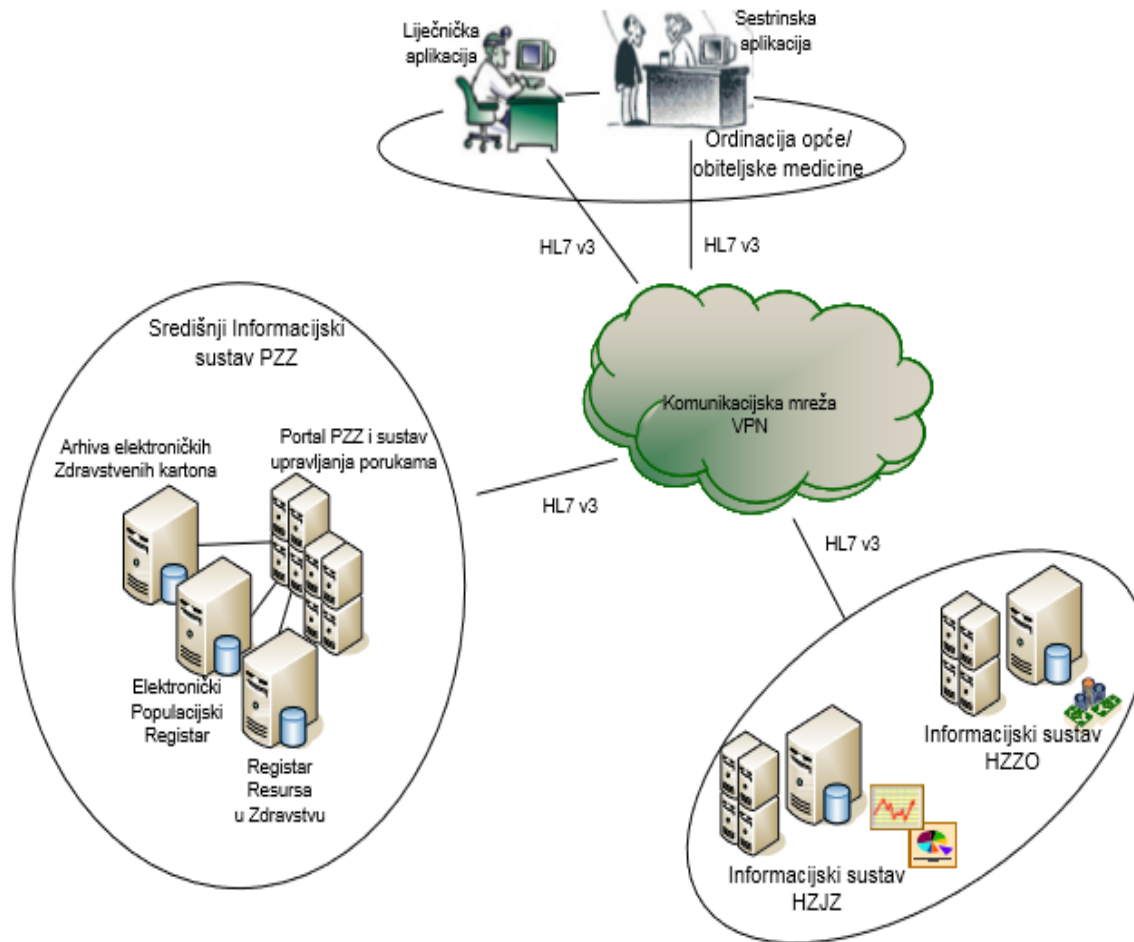 Liječnička
aplikacija
Sestrinska
aplikacija
Ordinacija opće/
obiteljske medicine
HL7 v3
HL7 v3
Središnji Informacijski
sustav PZZ
Komunikacijska mreža
VPN
Arhiva elektroničkih
Zdravstvenih kartona
Portal PZZ i sustav
upravljanja porukama
HL7 v3
HL7 v3
Elektronički
Populacijski
Registar
Registar
Resursa
u Zdravstvu
Informacijski sustav
HZZO
Informacijski sustav
HZJZ